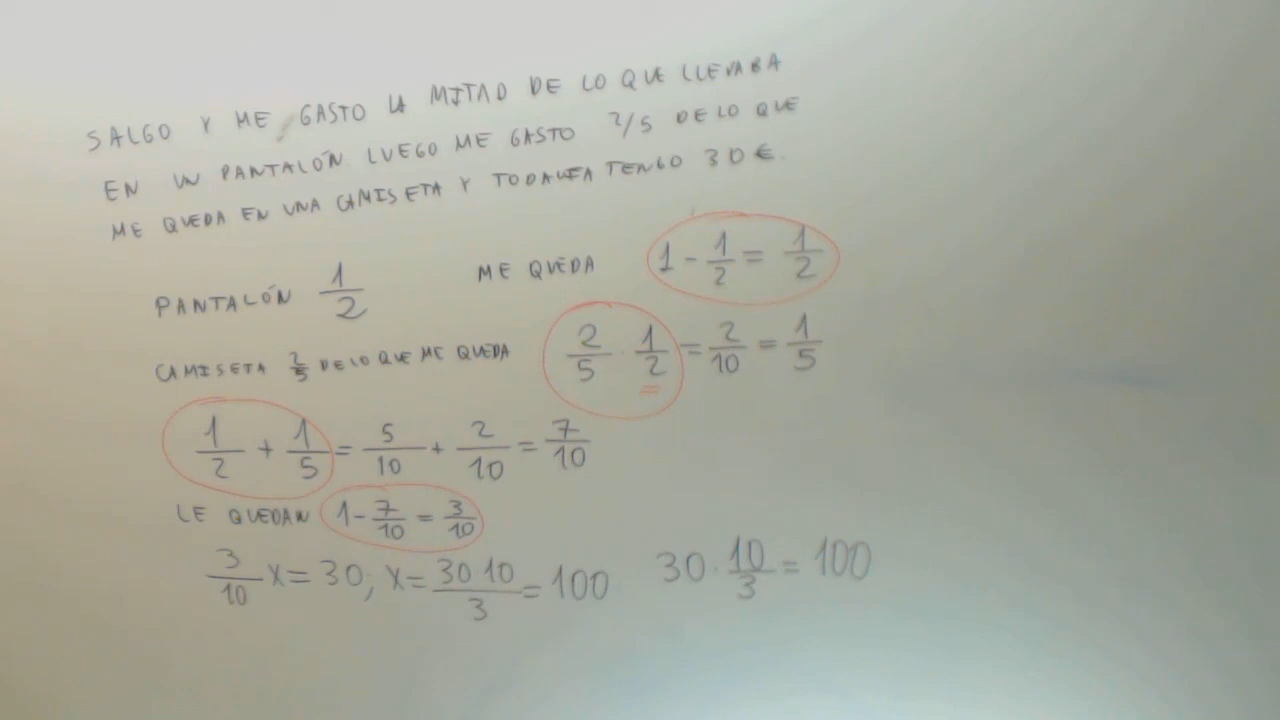 SALGO Y ME GASTO LA MITAD DE LO QUE LLEVABA
EN UN PANTALÓN. LUEGO ME GASTO 2/5 DE LO QUE
ME QUEDA EN UNA CAMISETA Y TODAVÍA TENGO 30 €.
PANTALÓN 1/2 ME QUEDA 1 - 1/2 = 1/2
CAMISETA 2/5 DE LO QUE ME QUEDA 2/5 · 1/2 = 2/10 = 1/5
1/2 + 1/5 = 5/10 + 2/10 = 7/10
LE QUEDAN 1 - 7/10 = 3/10
3/10 X = 30; X = 30·10/3 = 100 30 · 10/3 = 100